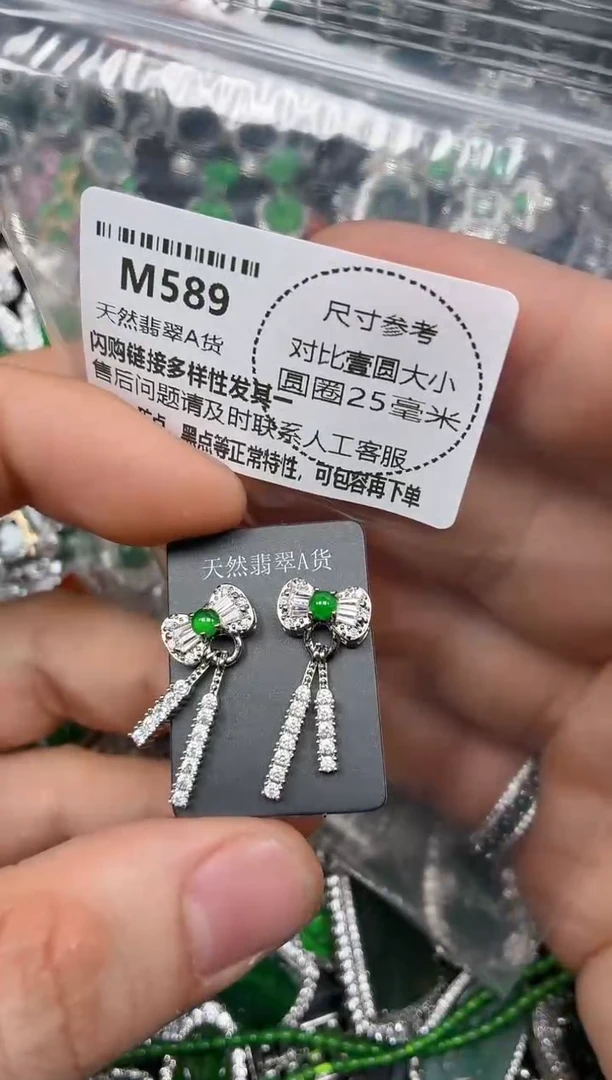 M589
天然翡翠A货
闪购链接多样性发其一
售后问题请及时联系人工客服
黑点等正常特性，可包容再下单
尺寸参考
对比壹圆大小
圆圈25毫米
天然翡翠A货